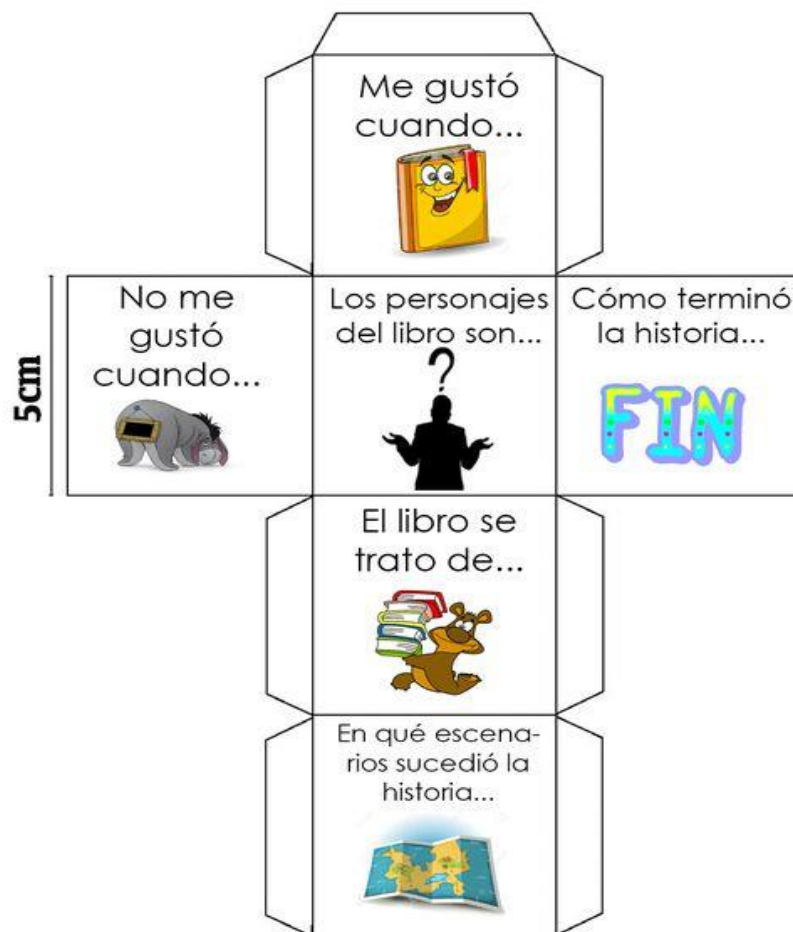 Me gustó
cuando...
No me
gustó
cuando...
Los personajes
del libro son...
?
Cómo terminó
la historia...
FIN
5cm
El libro se
trato de...
En qué escena-
rios sucedió la
historia...